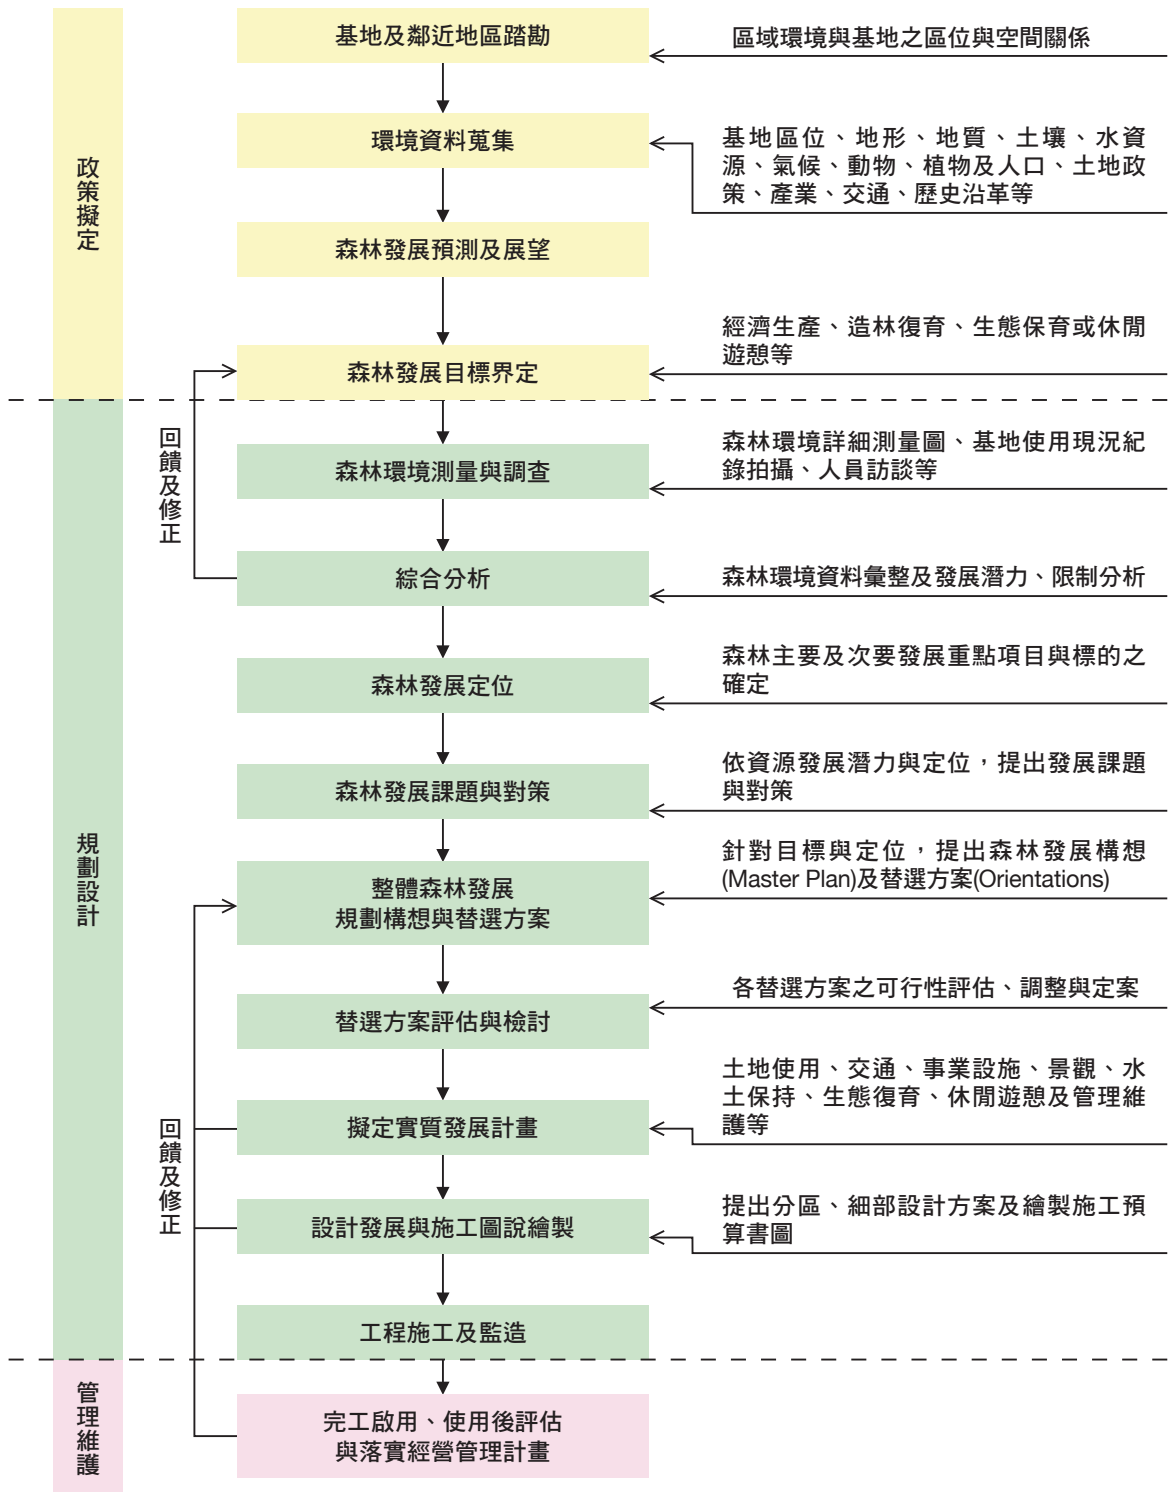 政策擬定
基地及鄰近地區踏勘
區域環境與基地之區位與空間關係
環境資料蒐集
基地區位、地形、地質、土壤、水資
源、氣候、動物、植物及人口、土地政
策、產業、交通、歷史沿革等
森林發展預測及展望
森林發展目標界定
經濟生產、造林復育、生態保育或休閒
遊憩等
規劃設計
回饋及修正
森林環境測量與調查
森林環境詳細測量圖、基地使用現況紀
錄拍攝、人員訪談等
綜合分析
森林環境資料彙整及發展潛力、限制分析
森林發展定位
森林主要及次要發展重點項目與標的之
確定
森林發展課題與對策
依資源發展潛力與定位，提出發展課題
與對策
整體森林發展
規劃構想與替選方案
針對目標與定位，提出森林發展構想
(Master Plan)及替選方案(Orientations)
替選方案評估與檢討
各替選方案之可行性評估、調整與定案
回饋及修正
擬定實質發展計畫
土地使用、交通、事業設施、景觀、水
土保持、生態復育、休閒遊憩及管理維
護等
設計發展與施工圖說繪製
提出分區、細部設計方案及繪製施工預
算書圖
工程施工及監造
管理維護
完工啟用、使用後評估
與落實經營管理計畫